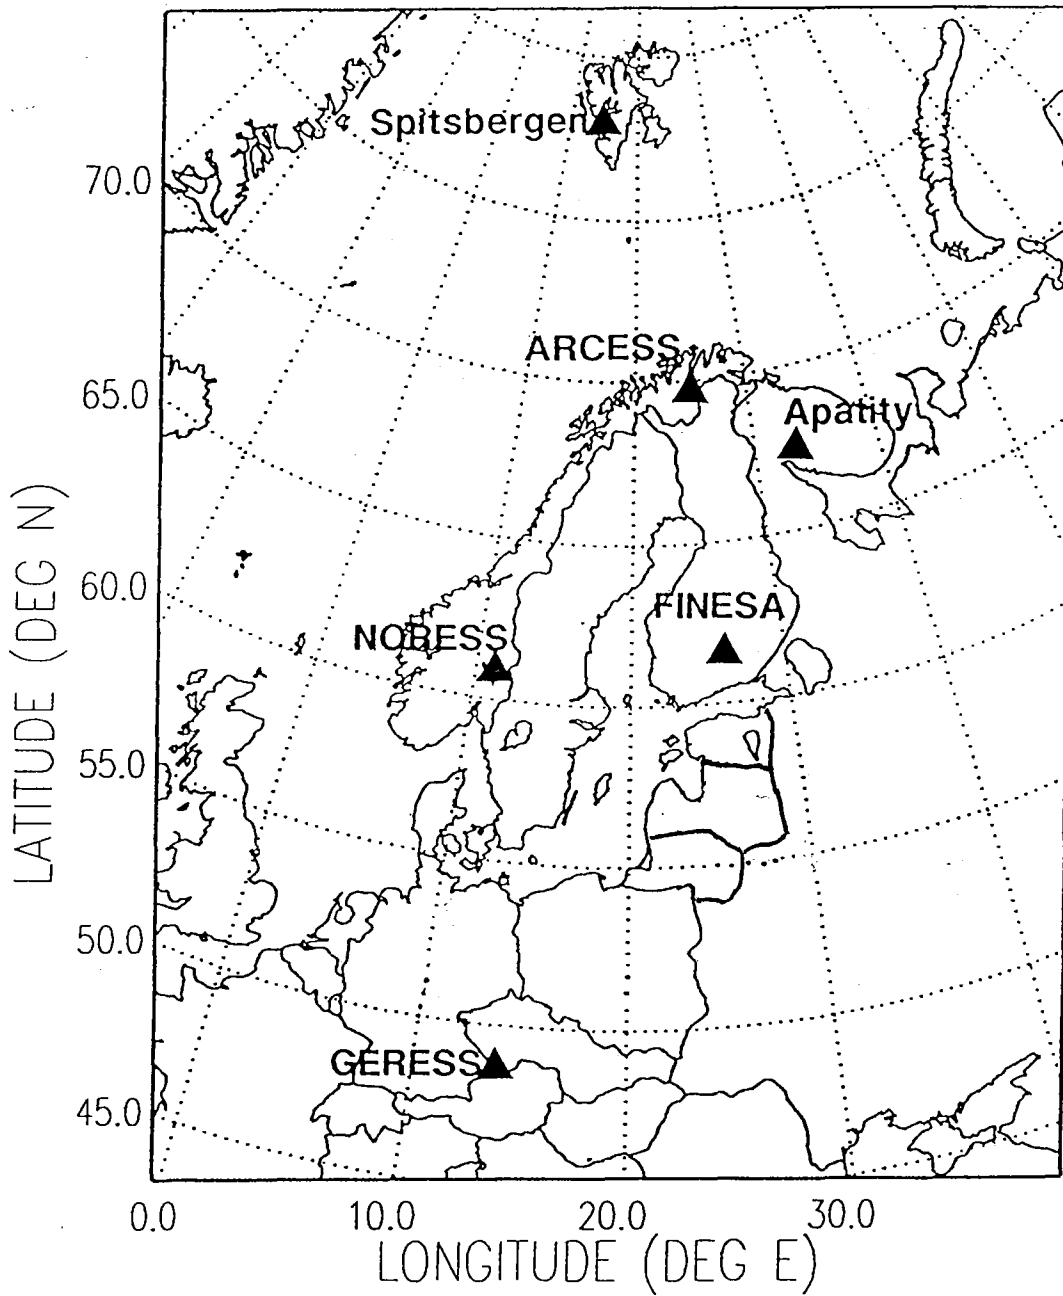 Spitsbergen
70.0
ARCESS
65.0
Apatity
60.0
FINESA
NORESS
55.0
50.0
GERESS
45.0
LATITUDE (DEG N)
0.0 10.0 20.0 30.0
LONGITUDE (DEG E)